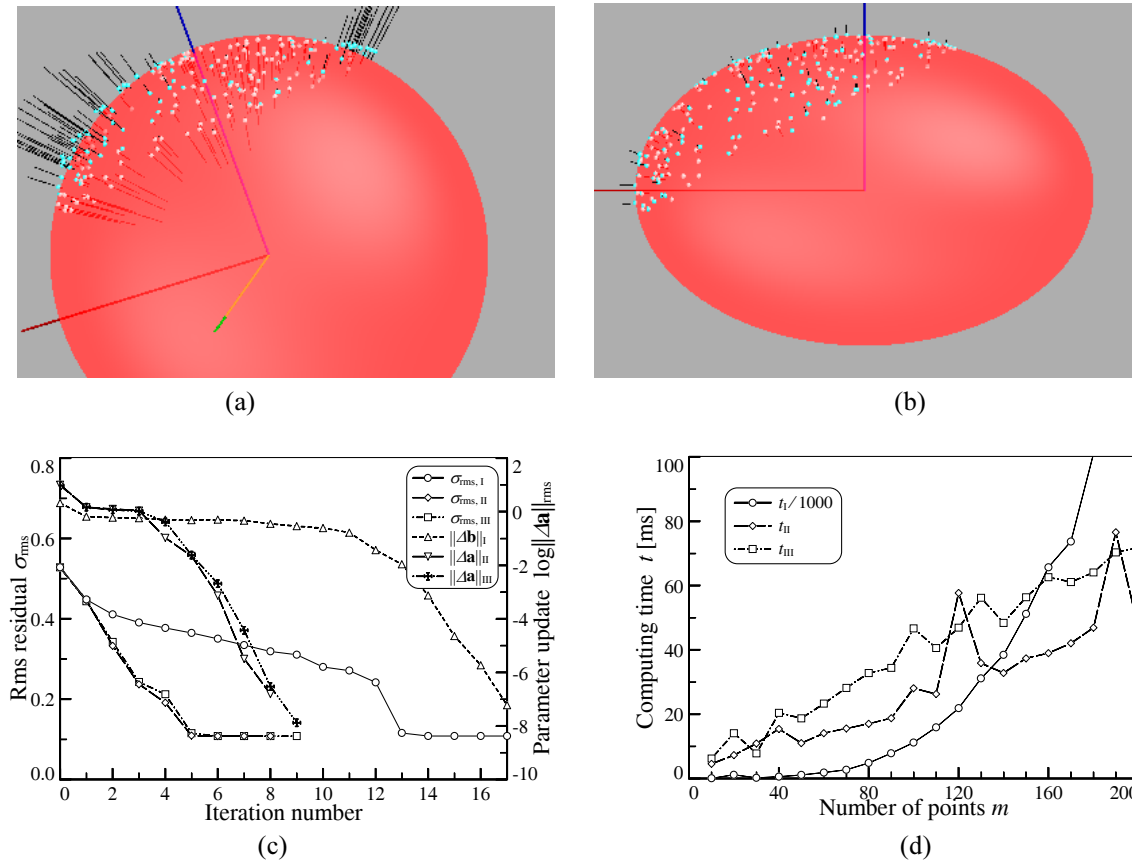 (a)
(b)
0.8
0.6
0.4
0.2
0.0
Rms residual σrms
0 2 4 6 8 10 12 14 16
Iteration number
2
0
-2
-4
-6
-8
-10
Parameter update log||Δa||rms
σrms, I
σrms, II
σrms, III
||Δb||I
||Δa||II
||Δa||III
(c)
100
80
60
40
20
0
Computing time t [ms]
tI/1000
tII
tIII
0 40 80 120 160 200
Number of points m
(d)